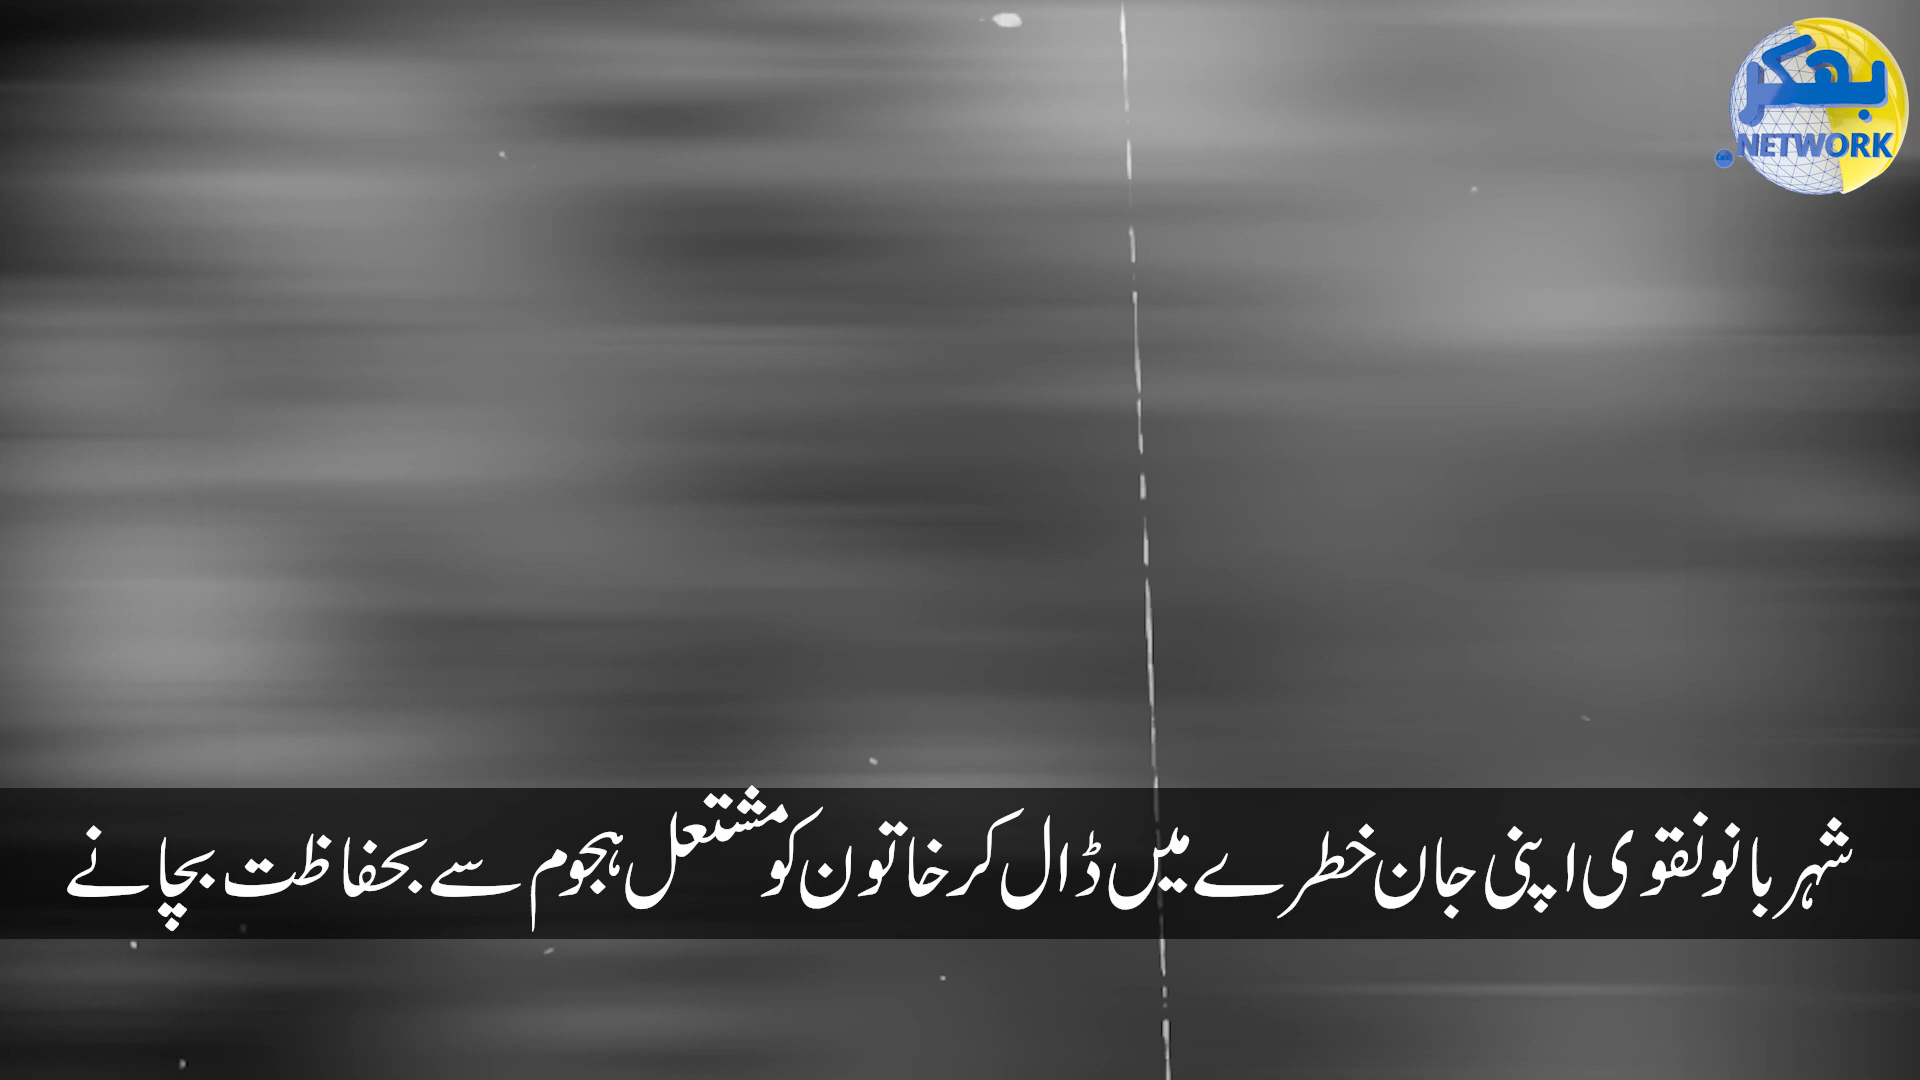 بھکر
NETWORK
شہر بانو نقوی اپنی جان خطرے میں ڈال کر خاتون کو مشتعل ہجوم سے بحفاظت بچانے